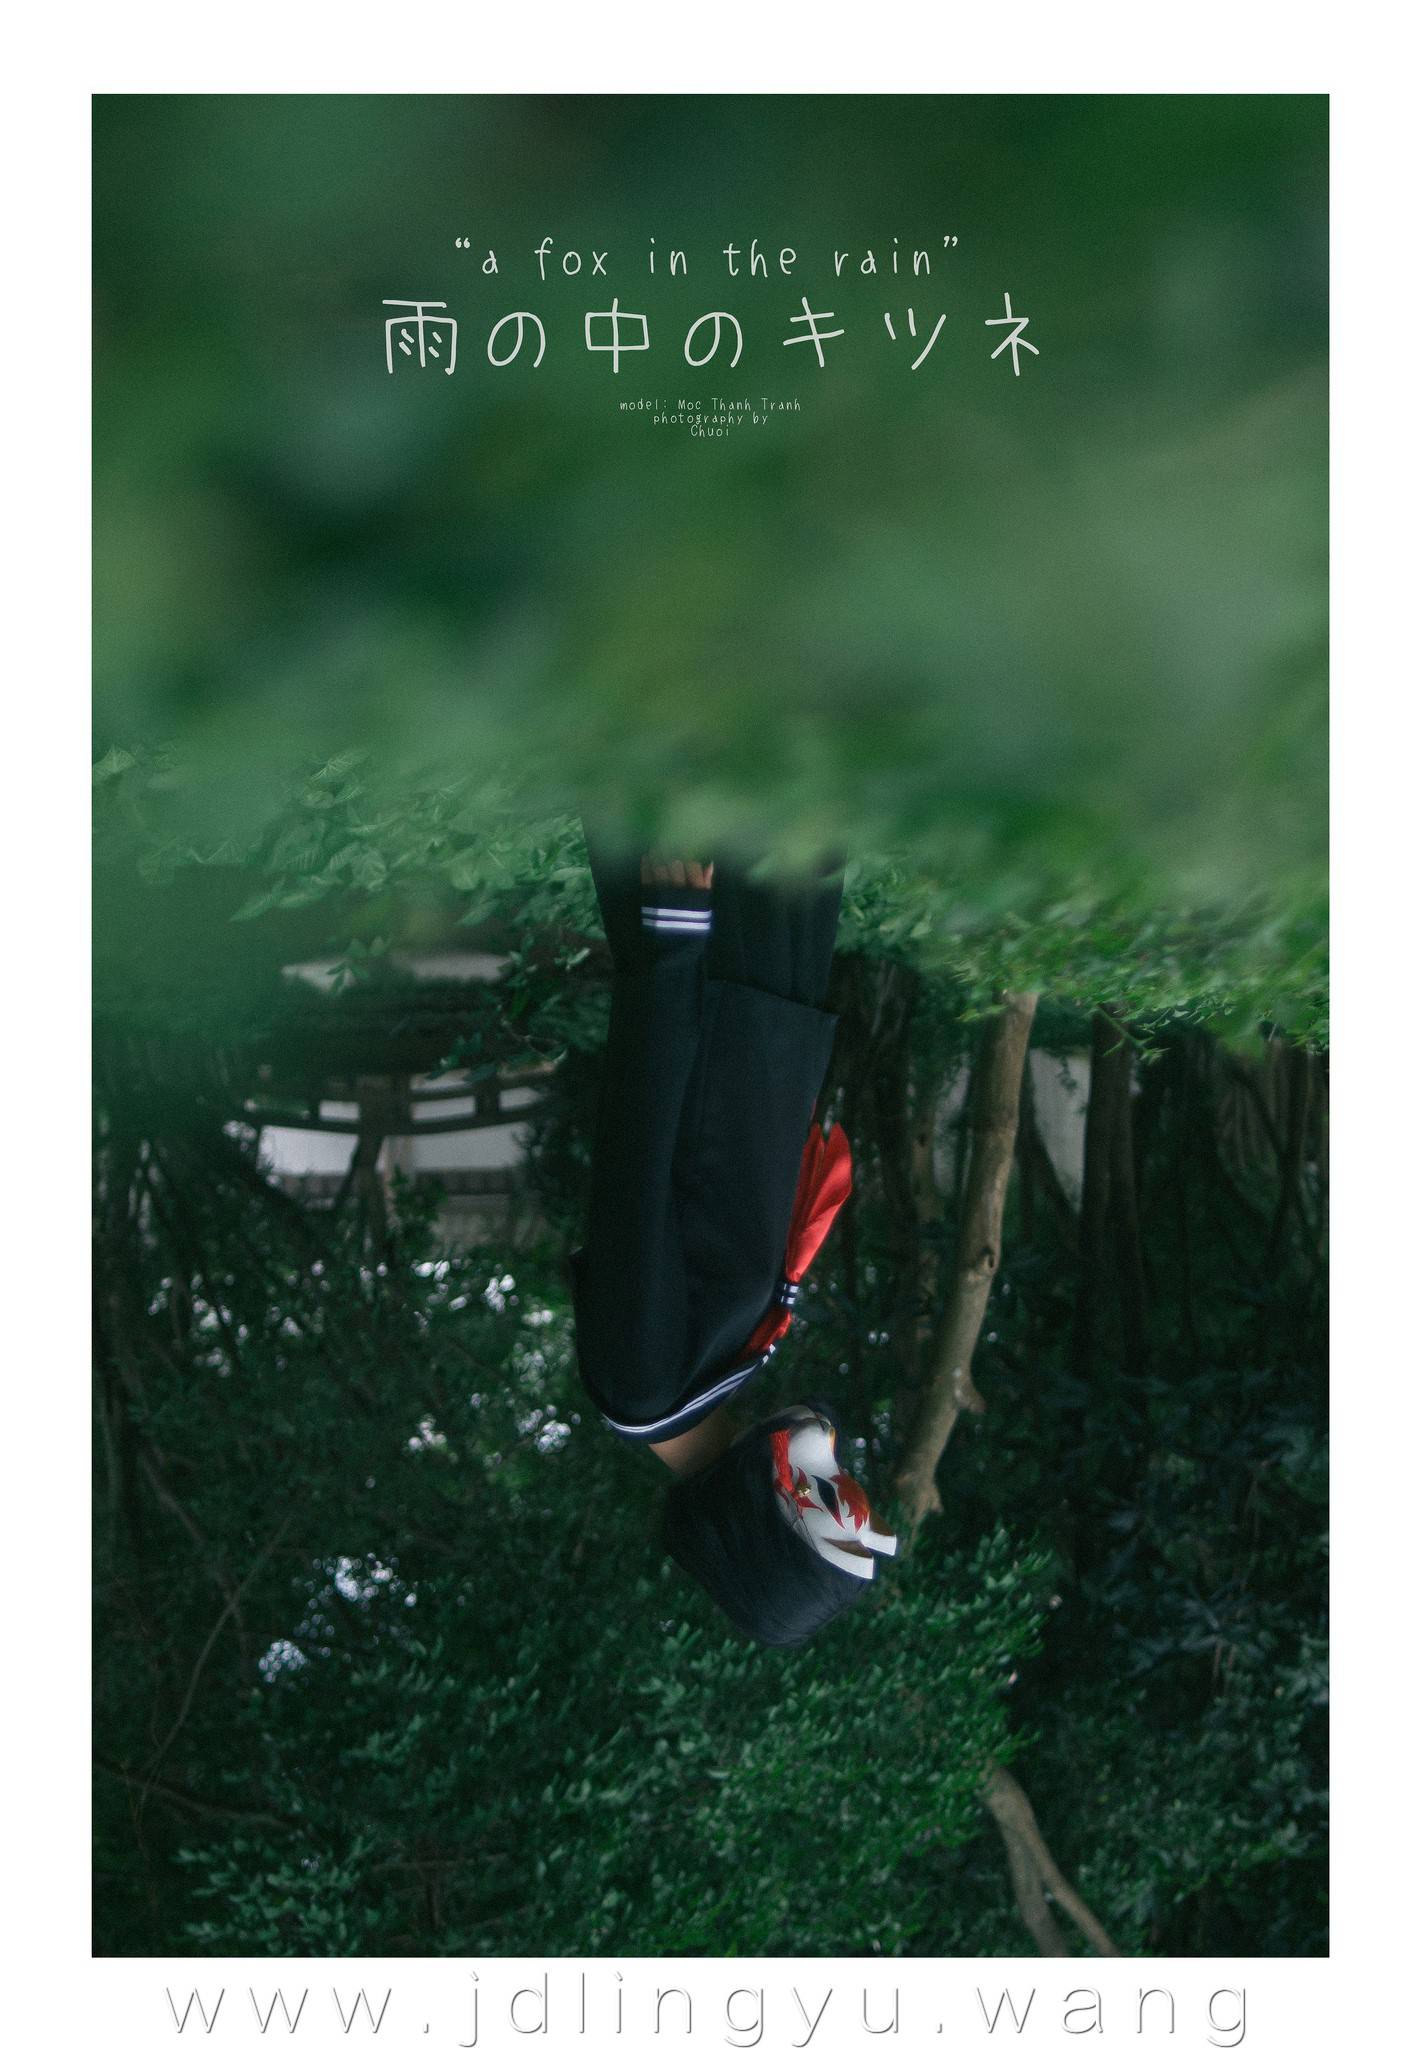 “a fox in the rain”
雨の中のキツネ
model: Moc Thanh Tranh
photography by
Chuoi
www.jdlingyu.wang